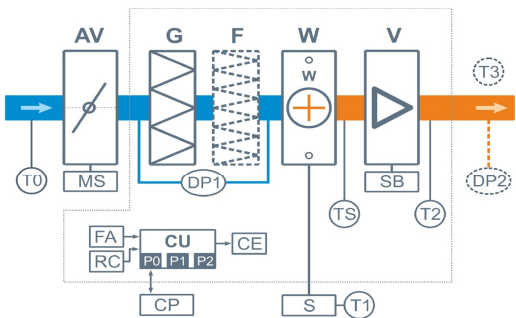 AV G F W V
W
T3
T0 MS DP1 TS SB T2 DP2
FA CU CE
RC P0 P1 P2
CP S T1